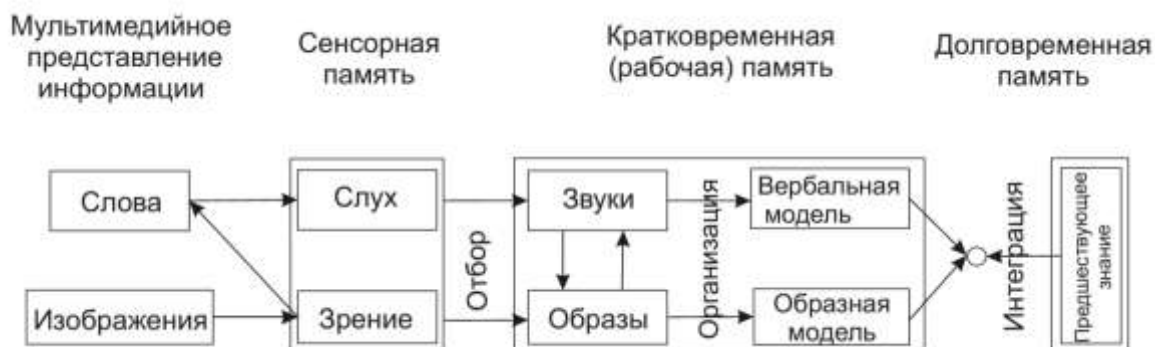 Мультимедийное
представление
информации
Сенсорная
память
Кратковременная
(рабочая) память
Долговременная
память
Слова
Слух
Звуки
Вербальная
модель
Изображения
Зрение
Образы
Образная
модель
Отбор
Организация
Интеграция
Предшествующее
знание